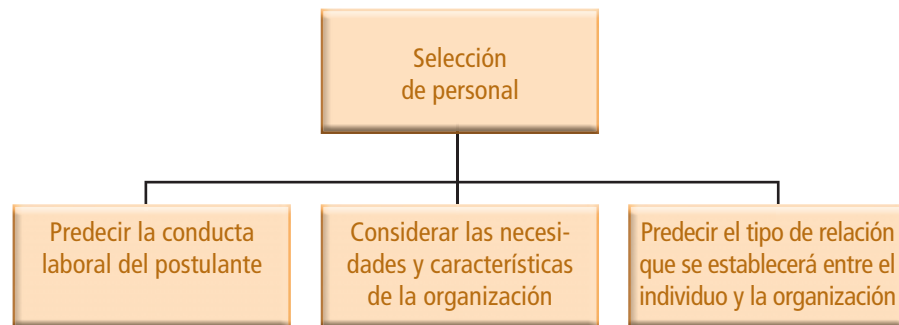 Selección
de personal
Predecir la conducta
laboral del postulante
Considerar las necesi-
dades y características
de la organización
Predecir el tipo de relación
que se establecerá entre el
individuo y la organización